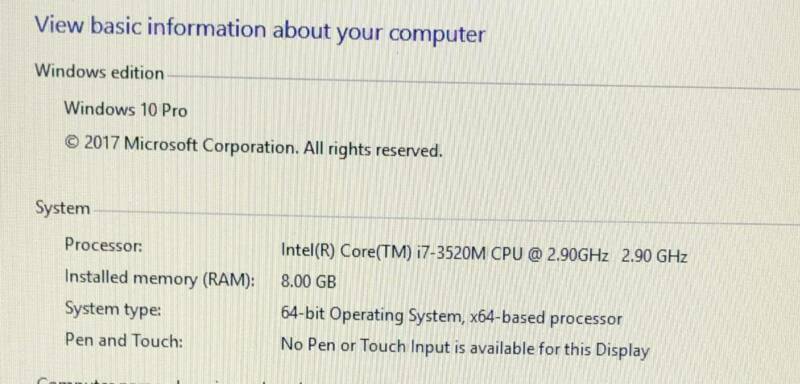 View basic information about your computer
Windows edition
Windows 10 Pro
© 2017 Microsoft Corporation. All rights reserved.
System
Processor: Intel(R) Core(TM) i7-3520M CPU @ 2.90GHz 2.90 GHz
Installed memory (RAM): 8.00 GB
System type: 64-bit Operating System, x64-based processor
Pen and Touch: No Pen or Touch Input is available for this Display